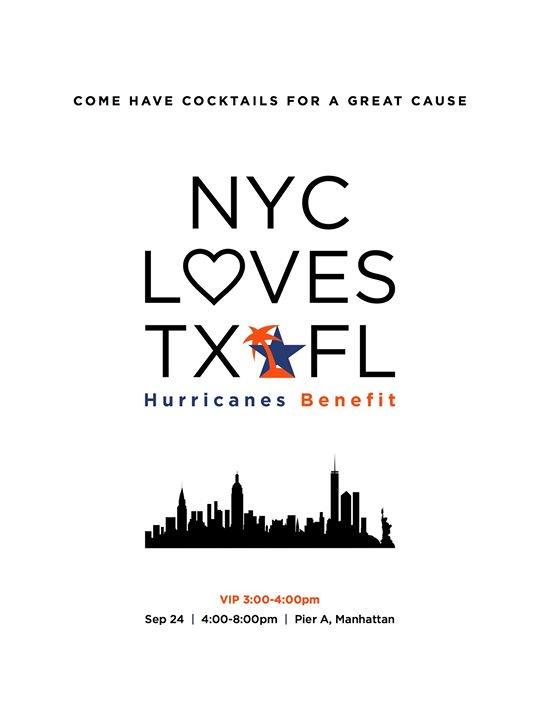 COME HAVE COCKTAILS FOR A GREAT CAUSE
NYC
L♡VES
TX FL
Hurricanes Benefit
VIP 3:00-4:00pm
Sep 24 | 4:00-8:00pm | Pier A, Manhattan